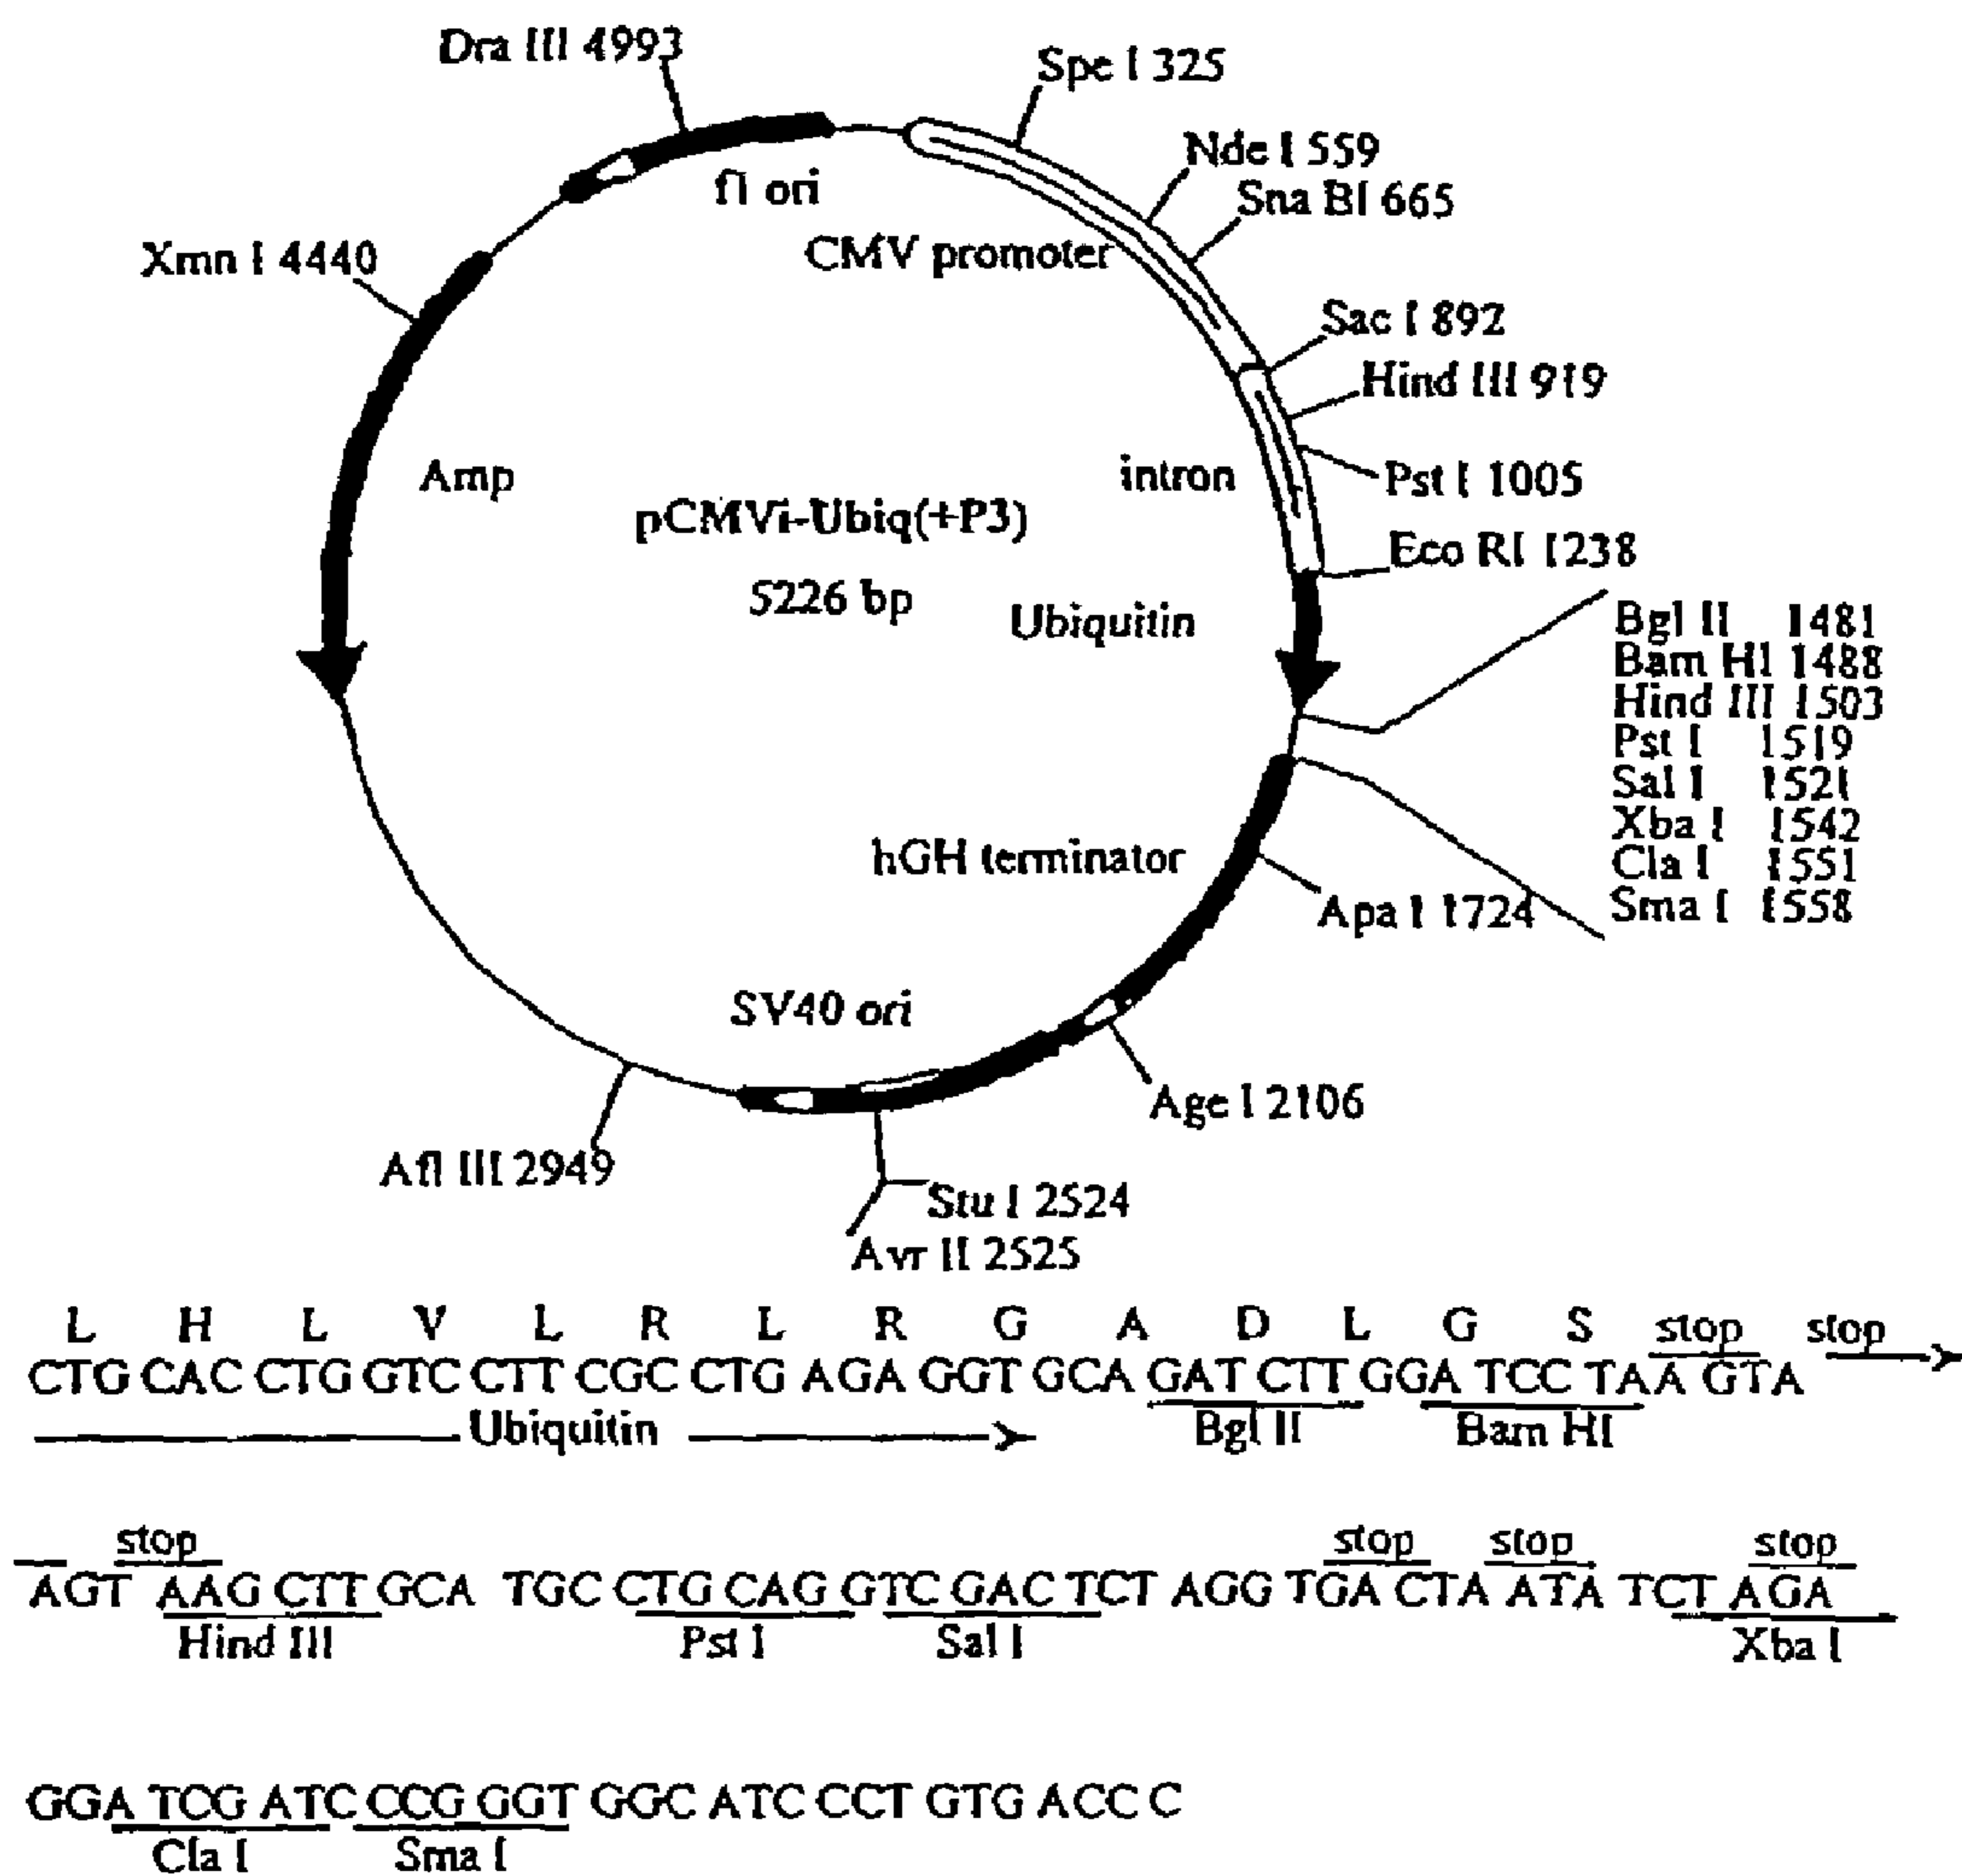 Dra III 4993
Spe I 325
Nde I 559
Sna BI 665
Xmn I 4440
f1 ori
CMV promoter
Sac I 892
Hind III 919
Amp
intron
Pst I 1005
pCMVi-Ubiq(+P3)
5226 bp
Eco RI 1238
Ubiquitin
Bgl II 1481
Bam HI 1488
Hind III 1503
Pst I 1519
Sal I 1521
Xba I 1542
Cla I 1551
Sma I 1558
hGH terminator
Apa I 1724
SV40 ori
Age I 2106
Afl III 2949
Stu I 2524
Avr II 2525
L H L V L R L R G A D L G S stop stop
CTG CAC CTG GTC CTT CGC CTG AGA GGT GCA GAT CTT GGA TCC TAA GTA
Ubiquitin Bgl II Bam HI
stop stop stop stop
AGT AAG CTT GCA TGC CTG CAG GTC GAC TCT AGG TGA CTA ATA TCT AGA
Hind III Pst I Sal I Xba I
GGA TCG ATC CCG GGT GGC ATC CCT GTG ACC C
Cla I Sma I